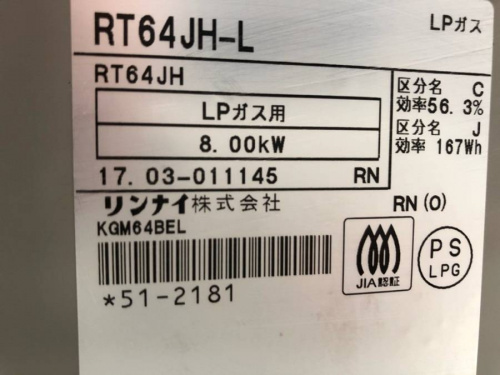 RT64JH-L
LPガス
RT64JH
LPガス用
8.00kW
区分名 C
効率56.3%
区分名 J
効率 167Wh
17.03-011145 RN
リンナイ株式会社
RN(0)
KGM64BEL
*51-2181
JIA認証
PS
LPG